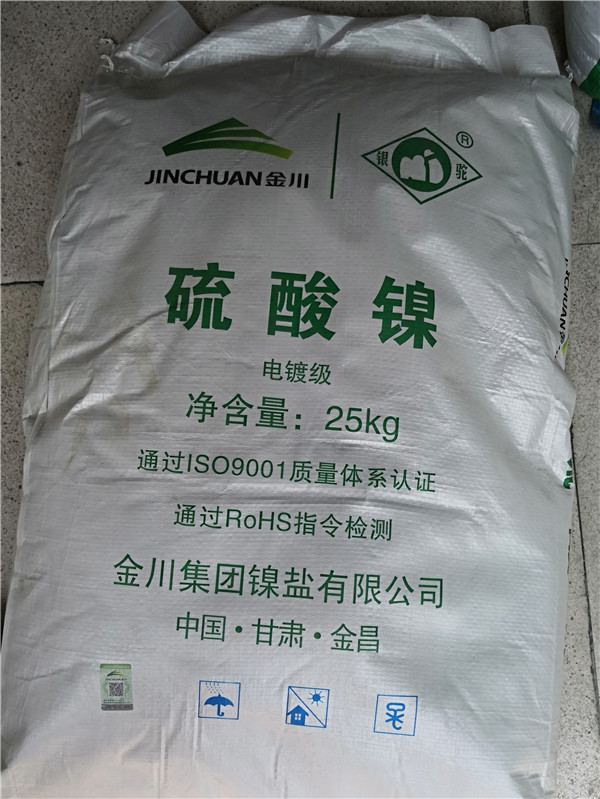 JINCHUAN金川
银驼®
硫酸镍
电镀级
净含量：25kg
通过ISO9001质量体系认证
通过RoHS指令检测
金川集团镍盐有限公司
中国·甘肃·金昌
JINCHUAN